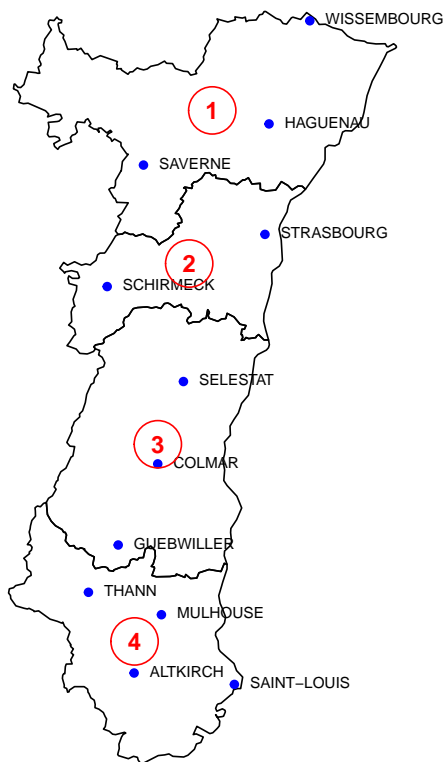 WISSEMBOURG
1
HAGUENAU
SAVERNE
STRASBOURG
2
SCHIRMECK
SELESTAT
3
COLMAR
GUEBWILLER
THANN
MULHOUSE
4
ALTKIRCH
SAINT−LOUIS